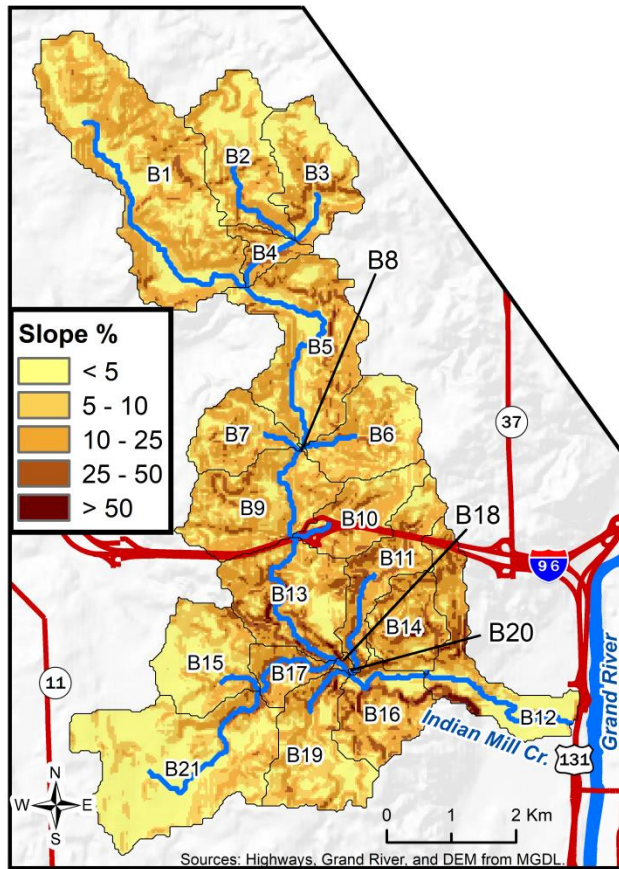 B2
B3
B1
B4
B8
Slope %
< 5
5 - 10
10 - 25
25 - 50
> 50
B5
37
B7
B6
B9
B10
B18
B11
96
B13
B14
B20
B15
B17
11
B16
B12
Indian Mill Cr.
Grand River
131
B21
B19
N
W
E
S
0 1 2 Km
Sources: Highways, Grand River, and DEM from MGDL.